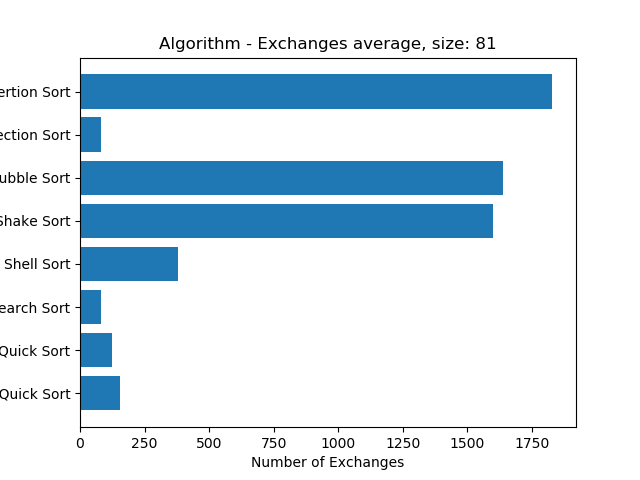 Algorithm - Exchanges average, size: 81
ertion Sort
ection Sort
ubble Sort
Shake Sort
Shell Sort
earch Sort
Quick Sort
Quick Sort
0 250 500 750 1000 1250 1500 1750
Number of Exchanges